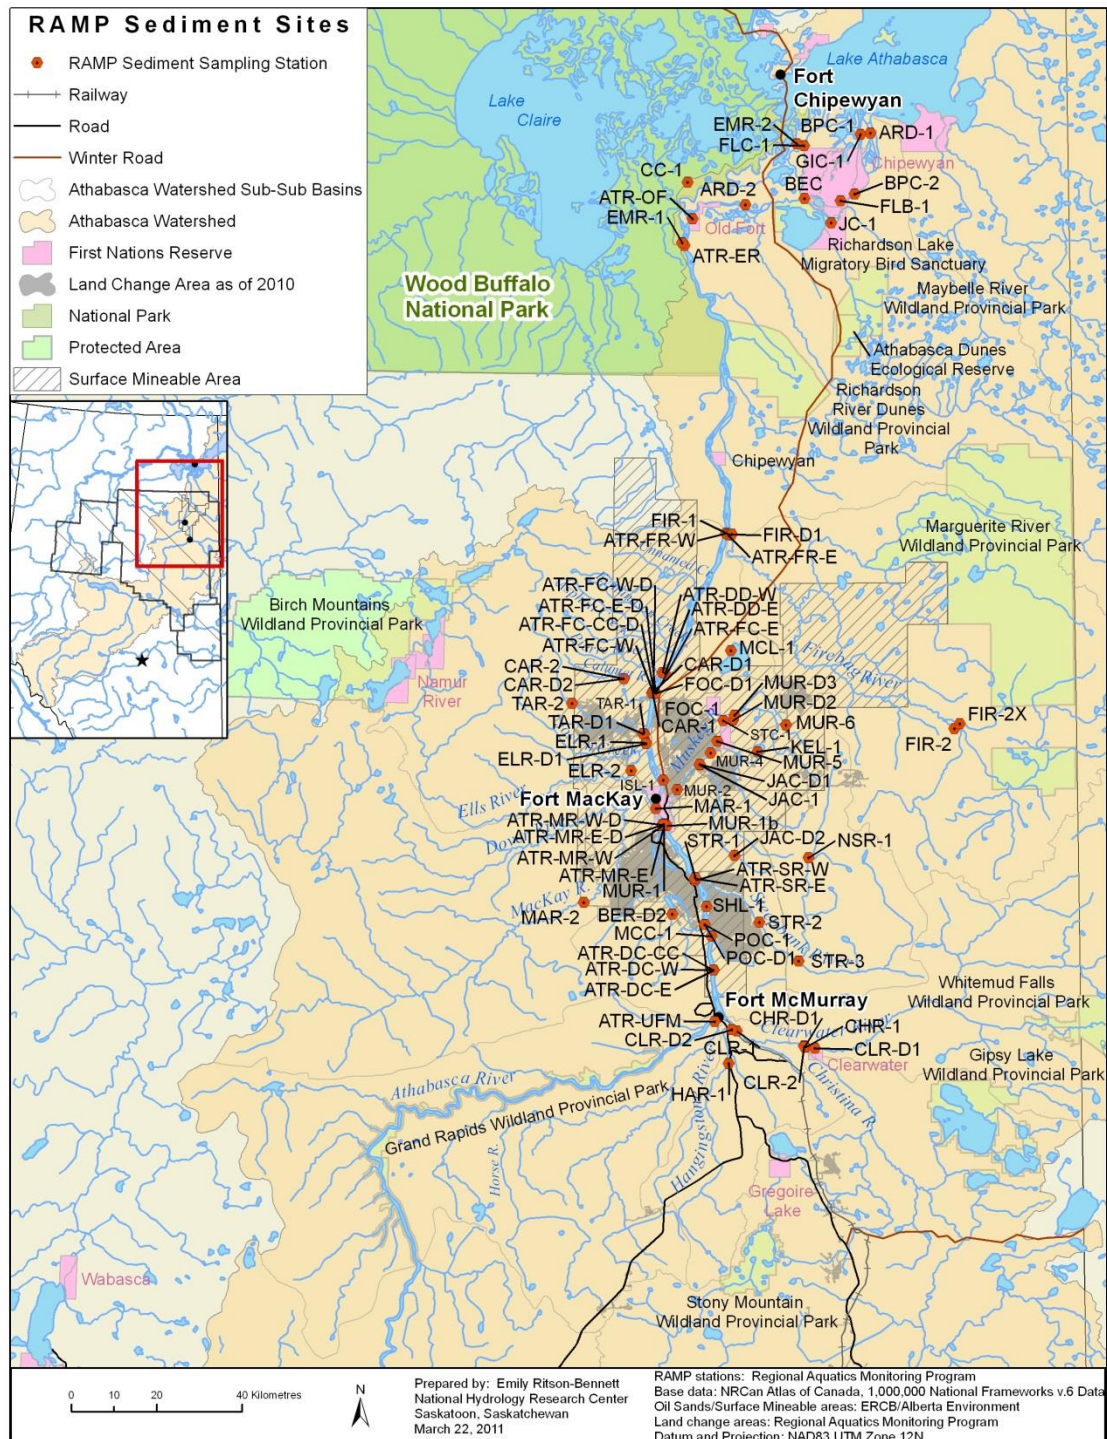 RAMP Sediment Sites
RAMP Sediment Sampling Station
Railway
Road
Winter Road
Athabasca Watershed Sub-Sub Basins
Athabasca Watershed
First Nations Reserve
Land Change Area as of 2010
National Park
Protected Area
Surface Mineable Area
Lake Athabasca
Fort
Chipewyan
Lake
Claire
EMR-2
BPC-1
ARD-1
FLC-1
GIC-1
Chipewyan
CC-1
ARD-2
BEC
BPC-2
ATR-OF
FLB-1
EMR-1
Old Fort
JC-1
ATR-ER
Richardson Lake
Migratory Bird Sanctuary
Wood Buffalo
National Park
Maybelle River
Wildland Provincial Park
Athabasca Dunes
Ecological Reserve
Richardson
River Dunes
Wildland Provincial
Park
Chipewyan
FIR-1
FIR-D1
ATR-FR-W
ATR-FR-E
Marguerite River
Wildland Provincial Park
Unnamed Cr.
ATR-FC-W-D
ATR-DD-W
ATR-FC-E-D
ATR-DD-E
ATR-FC-CC-D
ATR-FC-E
ATR-FC-W
MCL-1
Birch Mountains
Wildland Provincial Park
Firebag River
CAR-2
CAR-D1
CAR-D2
FOC-D1
MUR-D3
Namur
River
TAR-2
TAR-1
FOC-1
MUR-D2
TAR-D1
CAR-1
STC-1
MUR-6
FIR-2X
ELR-1
KEL-1
FIR-2
ELR-D1
MUR-4
MUR-5
ELR-2
JAC-D1
ISL-1
MUR-2
JAC-1
Ells River
Fort MacKay
MAR-1
ATR-MR-W-D
MUR-1b
ATR-MR-E-D
STR-1
JAC-D2
NSR-1
ATR-MR-W
ATR-SR-W
ATR-MR-E
ATR-SR-E
MUR-1
MacKay R.
SHL-1
MAR-2
BER-D2
STR-2
MCC-1
POC-1
ATR-DC-CC
POC-D1
STR-3
ATR-DC-W
ATR-DC-E
Whitemud Falls
Wildland Provincial Park
Fort McMurray
ATR-UFM
CHR-D1
CHR-1
CLR-D2
CLR-1
CLR-D1
Clearwater
Gipsy Lake
Wildland Provincial Park
Athabasca River
CLR-2
HAR-1
Christina R.
Grand Rapids Wildland Provincial Park
Hangingstone River
Horse R.
Gregoire
Lake
Wabasca
Stony Mountain
Wildland Provincial Park
0 10 20 40 Kilometres
N
Prepared by: Emily Ritson-Bennett
National Hydrology Research Center
Saskatoon, Saskatchewan
March 22, 2011
RAMP stations: Regional Aquatics Monitoring Program
Base data: NRCan Atlas of Canada, 1,000,000 National Frameworks v.6 Data
Oil Sands/Surface Mineable areas: ERCB/Alberta Environment
Land change areas: Regional Aquatics Monitoring Program
Datum and Projection: NAD83 UTM Zone 12N